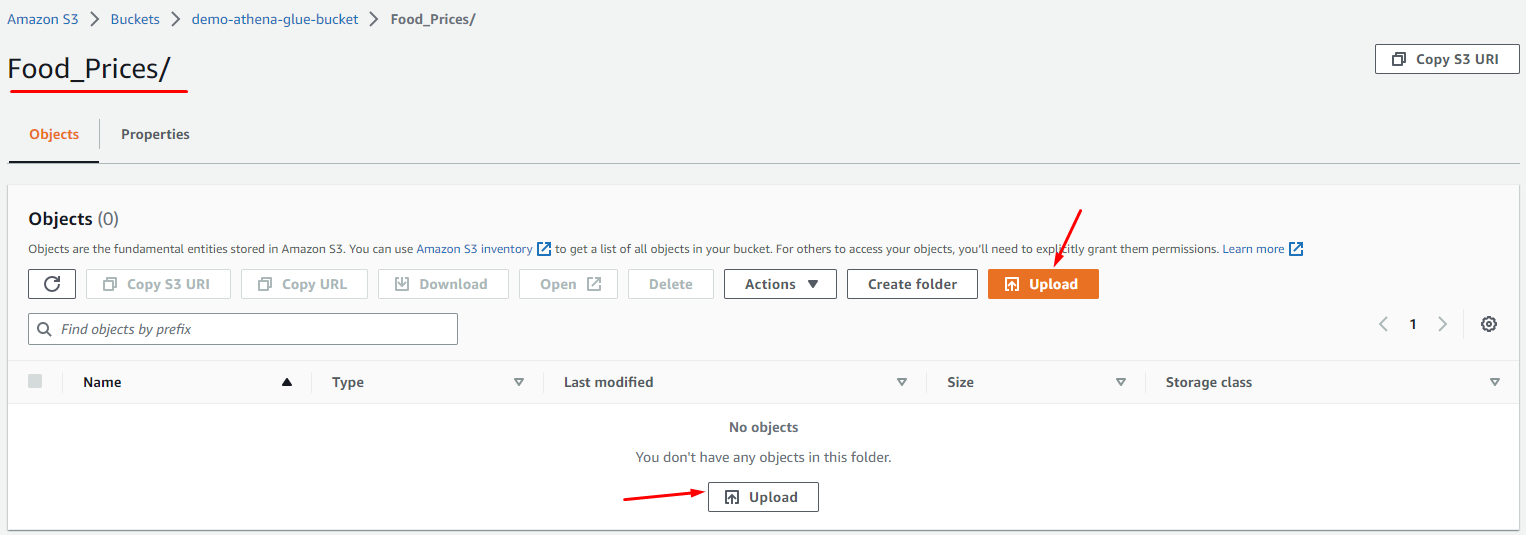 Amazon S3 > Buckets > demo-athena-glue-bucket > Food_Prices/
Food_Prices/
Copy S3 URI
Objects Properties
Objects (0)
Objects are the fundamental entities stored in Amazon S3. You can use Amazon S3 inventory to get a list of all objects in your bucket. For others to access your objects, you'll need to explicitly grant them permissions. Learn more
Copy S3 URI Copy URL Download Open Delete Actions Create folder Upload
Find objects by prefix
1
Name Type Last modified Size Storage class
No objects
You don't have any objects in this folder.
Upload